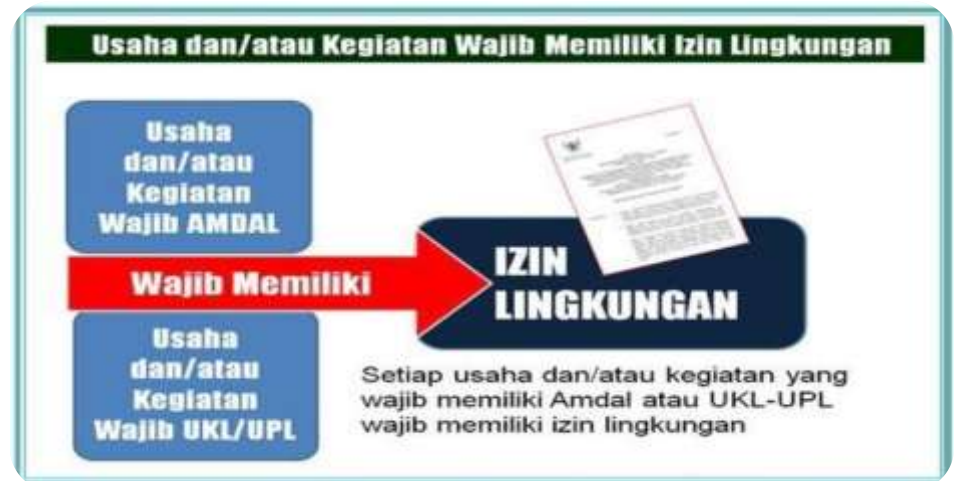 Usaha dan/atau Kegiatan Wajib Memiliki Izin Lingkungan
Usaha
dan/atau
Kegiatan
Wajib AMDAL
Wajib Memiliki
IZIN
LINGKUNGAN
Usaha
dan/atau
Kegiatan
Wajib UKL/UPL
Setiap usaha dan/atau kegiatan yang
wajib memiliki Amdal atau UKL-UPL
wajib memiliki izin lingkungan